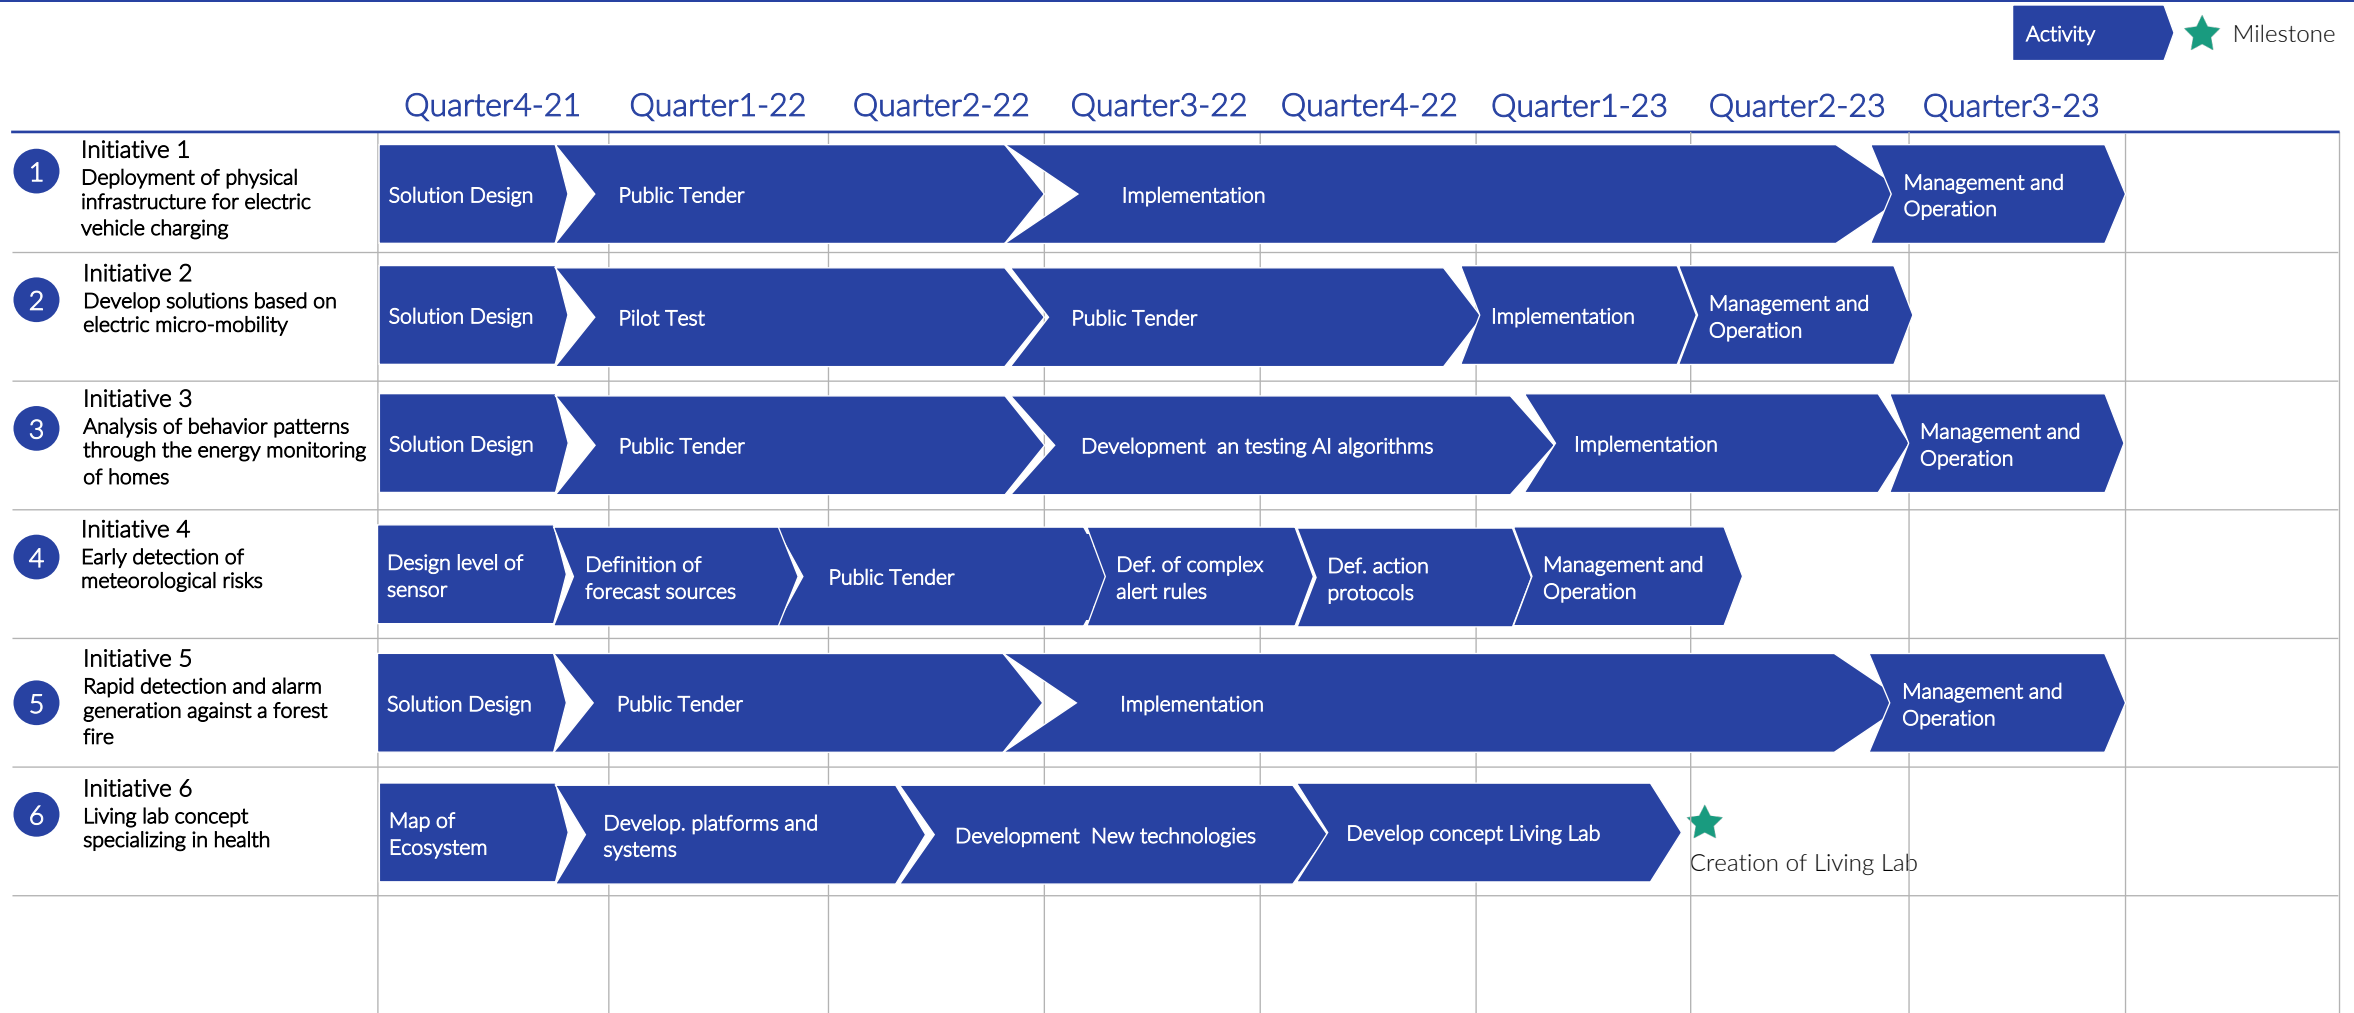 Activity
Milestone
Quarter4-21 Quarter1-22 Quarter2-22 Quarter3-22 Quarter4-22 Quarter1-23 Quarter2-23 Quarter3-23
1
Initiative 1
Deployment of physical
infrastructure for electric
vehicle charging
Solution Design
Public Tender
Implementation
Management and
Operation
2
Initiative 2
Develop solutions based on
electric micro-mobility
Solution Design
Pilot Test
Public Tender
Implementation
Management and
Operation
3
Initiative 3
Analysis of behavior patterns
through the energy monitoring
of homes
Solution Design
Public Tender
Development an testing AI algorithms
Implementation
Management and
Operation
4
Initiative 4
Early detection of
meteorological risks
Design level of
sensor
Definition of
forecast sources
Public Tender
Def. of complex
alert rules
Def. action
protocols
Management and
Operation
5
Initiative 5
Rapid detection and alarm
generation against a forest
fire
Solution Design
Public Tender
Implementation
Management and
Operation
6
Initiative 6
Living lab concept
specializing in health
Map of
Ecosystem
Develop. platforms and
systems
Development New technologies
Develop concept Living Lab
Creation of Living Lab